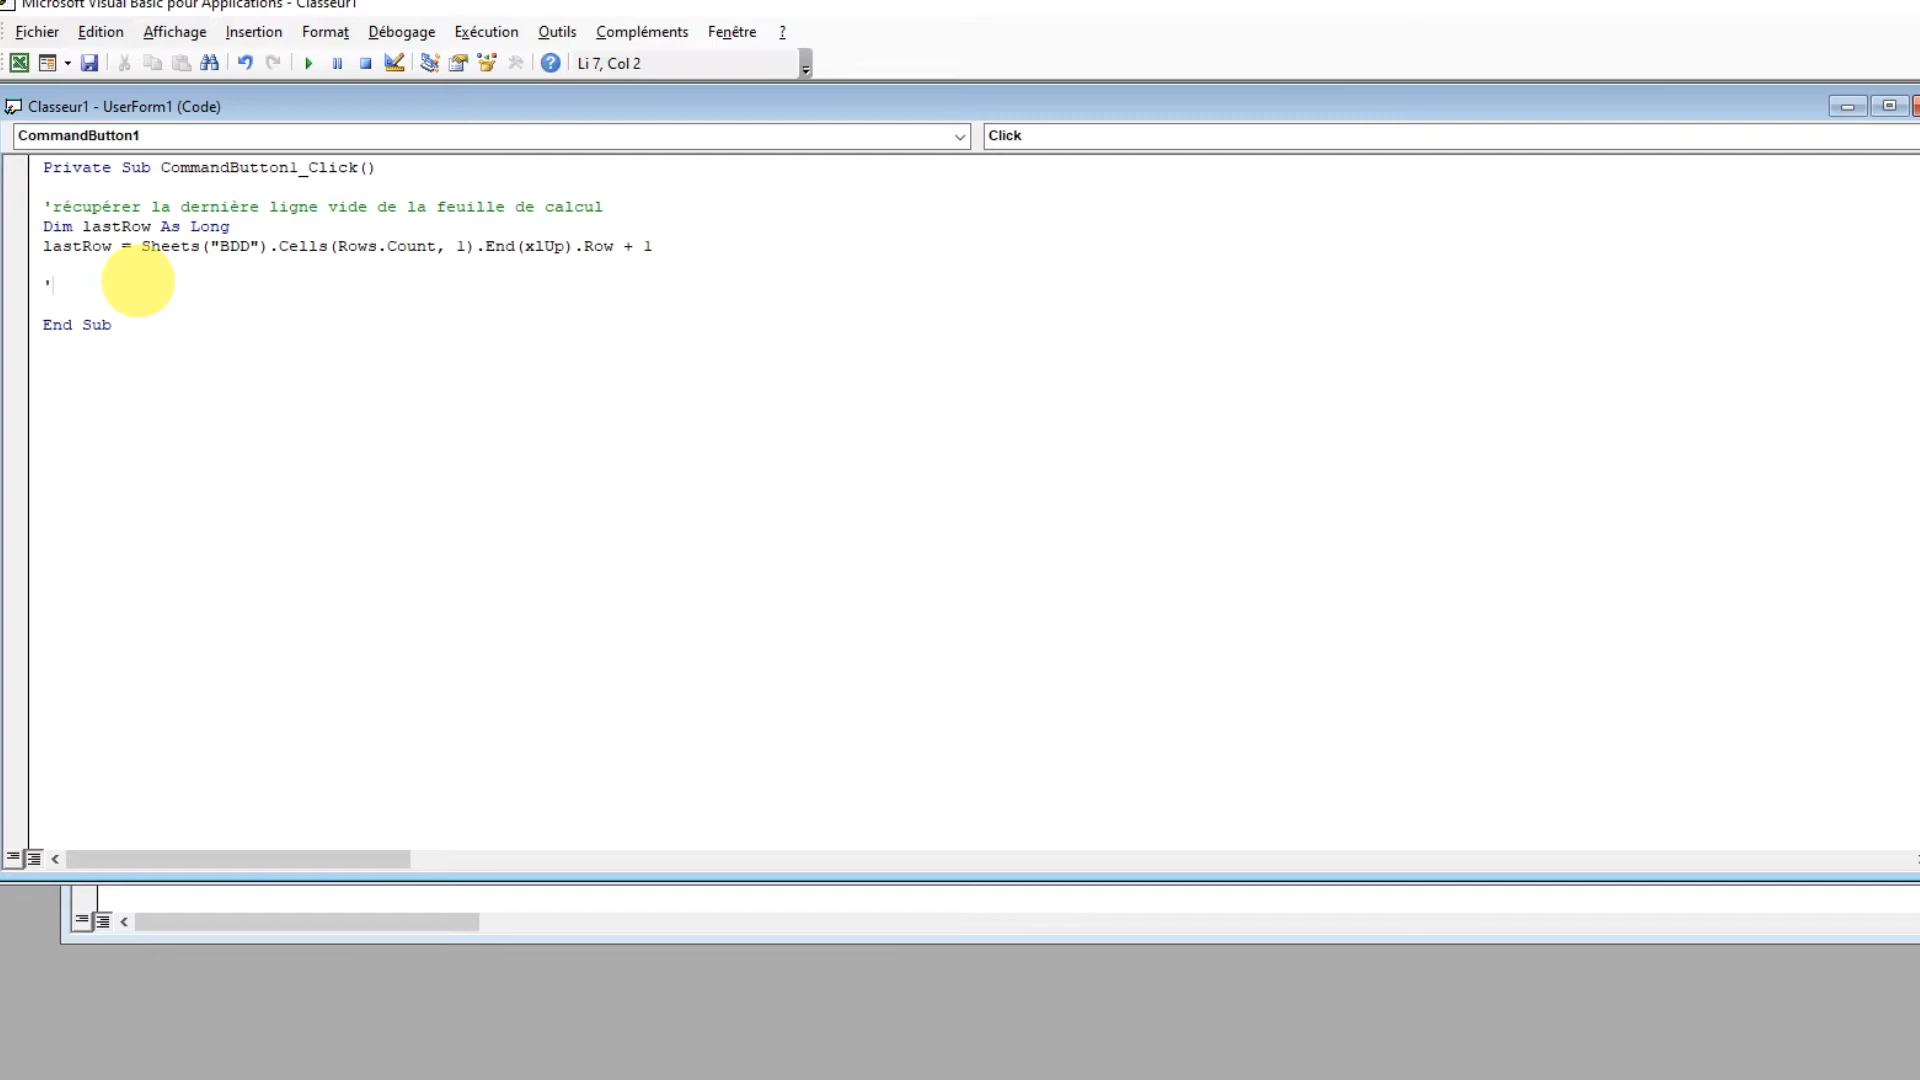 Microsoft Visual Basic pour Applications - Classeur1
Fichier Edition Affichage Insertion Format Débogage Exécution Outils Compléments Fenêtre ?
Li 7, Col 2
Classeur1 - UserForm1 (Code)
CommandButton1 Click
Private Sub CommandButton1_Click()
'récupérer la dernière ligne vide de la feuille de calcul
Dim lastRow As Long
lastRow = Sheets("BDD").Cells(Rows.Count, 1).End(xlUp).Row + 1
'
End Sub